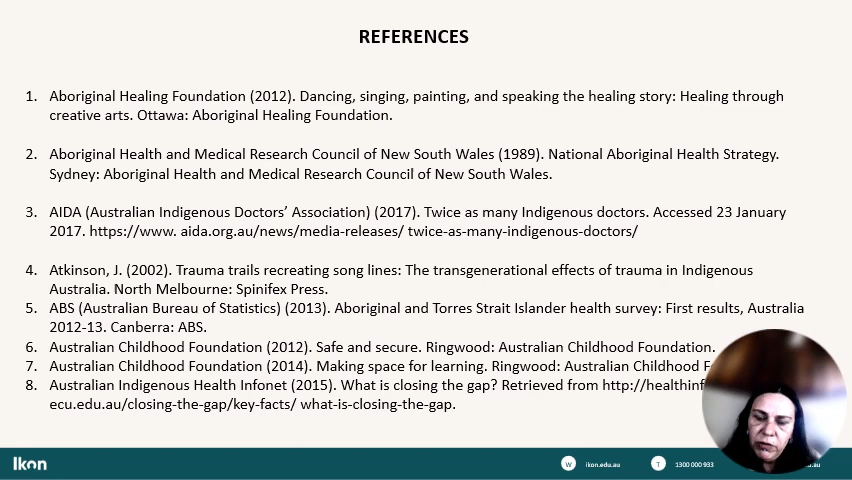 REFERENCES
1. Aboriginal Healing Foundation (2012). Dancing, singing, painting, and speaking the healing story: Healing through
creative arts. Ottawa: Aboriginal Healing Foundation.
2. Aboriginal Health and Medical Research Council of New South Wales (1989). National Aboriginal Health Strategy.
Sydney: Aboriginal Health and Medical Research Council of New South Wales.
3. AIDA (Australian Indigenous Doctors’ Association) (2017). Twice as many Indigenous doctors. Accessed 23 January
2017. https://www. aida.org.au/news/media-releases/ twice-as-many-indigenous-doctors/
4. Atkinson, J. (2002). Trauma trails recreating song lines: The transgenerational effects of trauma in Indigenous
Australia. North Melbourne: Spinifex Press.
5. ABS (Australian Bureau of Statistics) (2013). Aboriginal and Torres Strait Islander health survey: First results, Australia
2012-13. Canberra: ABS.
6. Australian Childhood Foundation (2012). Safe and secure. Ringwood: Australian Childhood Foundation.
7. Australian Childhood Foundation (2014). Making space for learning. Ringwood: Australian Childhood
8. Australian Indigenous Health Infonet (2015). What is closing the gap? Retrieved from http://healthinf
ecu.edu.au/closing-the-gap/key-facts/ what-is-closing-the-gap.
Ikon W ikon.edu.au T 1300 000 933